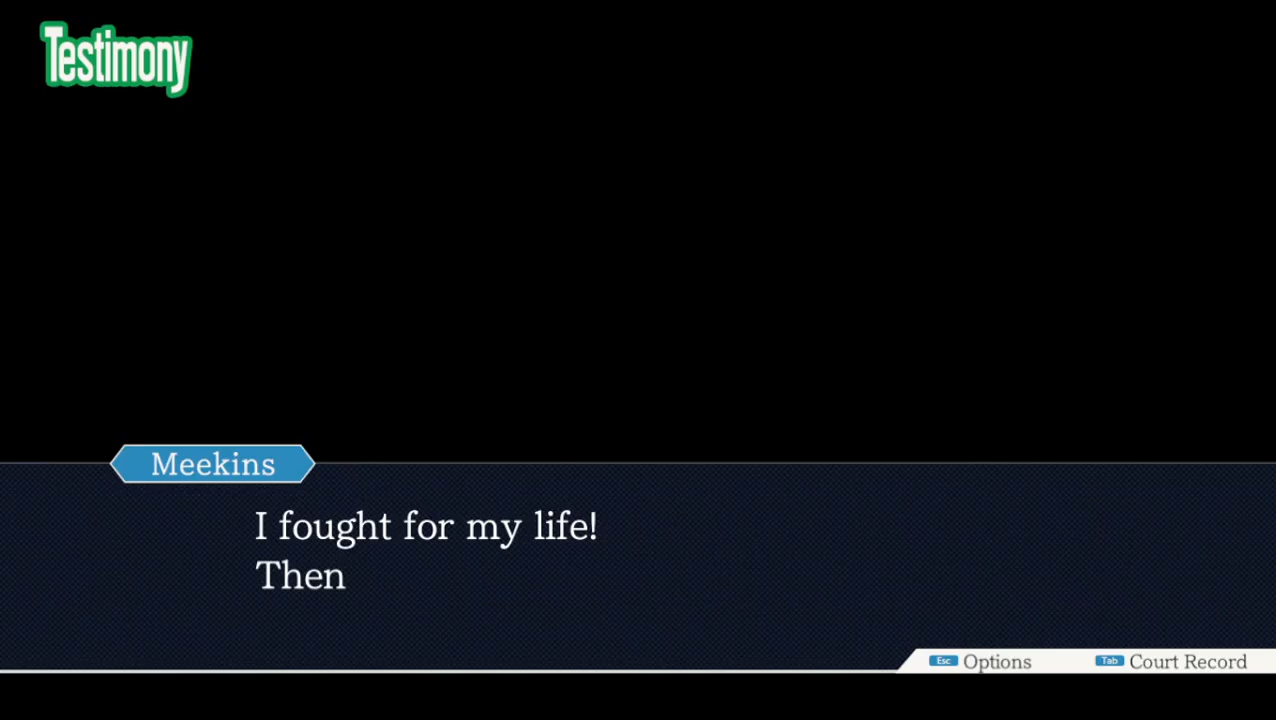 Testimony
Meekins
I fought for my life!
Then
Esc Options Tab Court Record